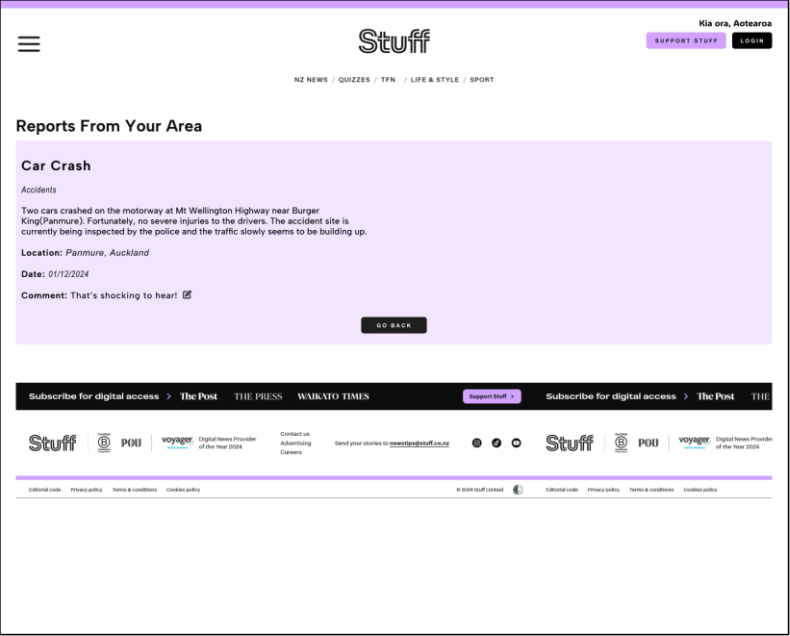 Kia ora, Aotearoa
Stuff
SUPPORT STUFF
LOGIN
NZ NEWS / QUIZZES / TFN / LIFE & STYLE / SPORT
Reports From Your Area
Car Crash
Accidents
Two cars crashed on the motorway at Mt Wellington Highway near Burger
King(Panmure). Fortunately, no severe injuries to the drivers. The accident site is
currently being inspected by the police and the traffic slowly seems to be building up.
Location: Panmure, Auckland
Date: 01/12/2024
Comment: That's shocking to hear!
GO BACK
Subscribe for digital access > The Post THE PRESS WAIKATO TIMES Support Stuff > Subscribe for digital access > The Post THE
Contact us
Stuff B POU voyager Digital News Provider of the Year 2024 Advertising Send your stories to newstips@stuff.co.nz Stuff B POU voyager Digital News Provider of the Year 2024
Careers
Editorial code Privacy policy Terms & conditions Cookies policy © 2024 Stuff Limited Editorial code Privacy policy Terms & conditions Cookies policy